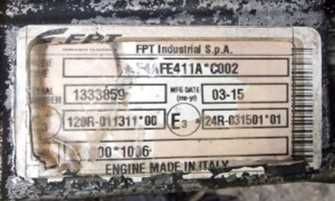 FPT
FPT Industrial S.p.A.
FE411A*C002
1333859 MFG DATE (mo-yr) 03-15
120R-011311*00 E3 24R-031501*01
00*1036
ENGINE MADE IN ITALY